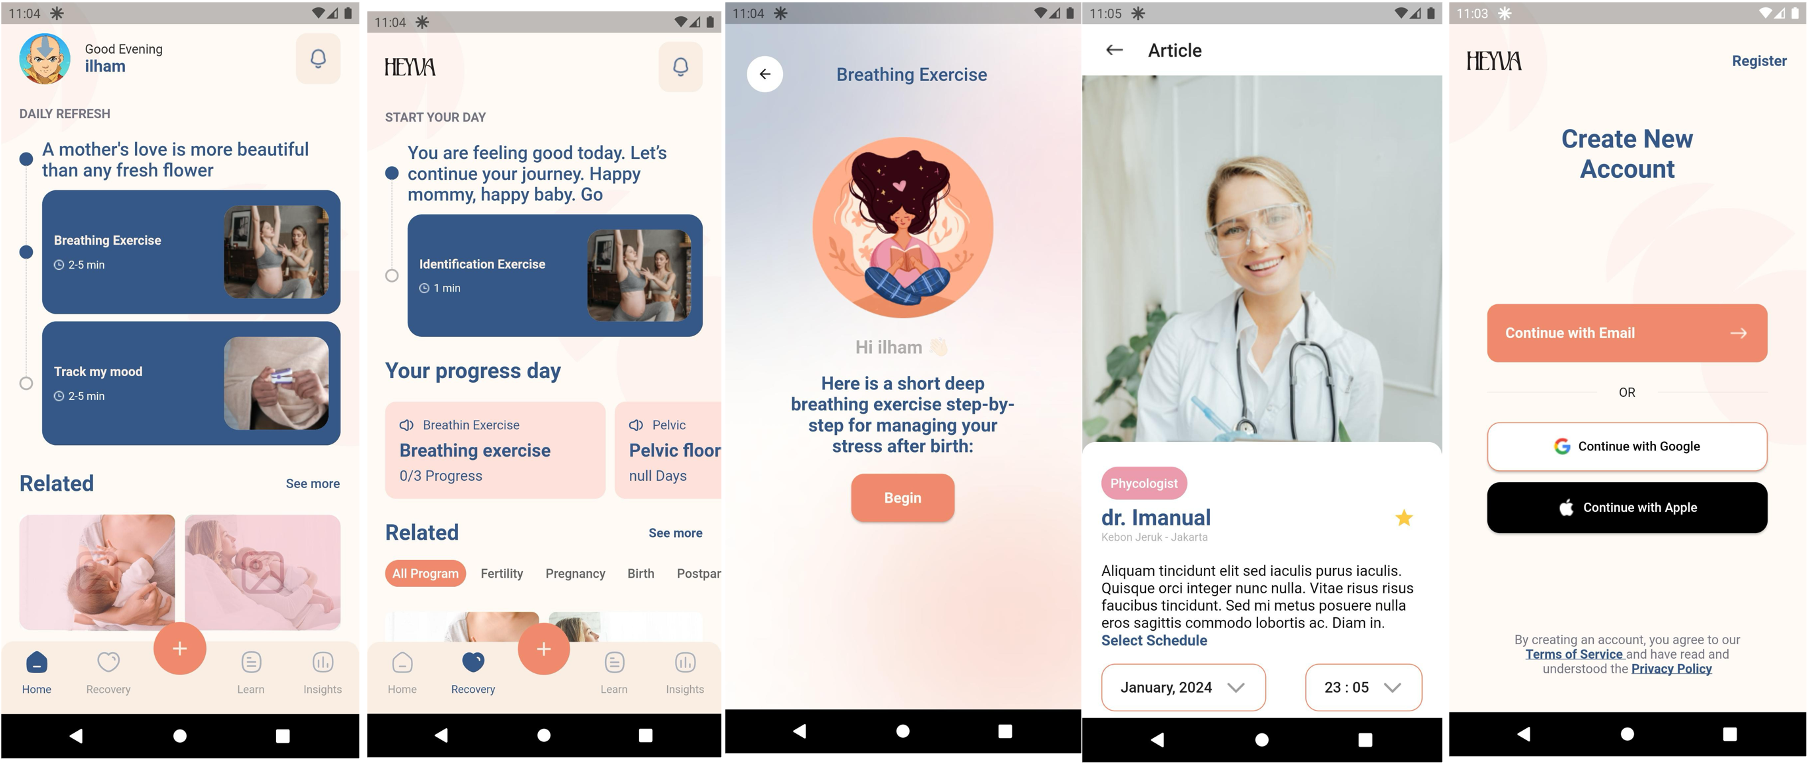 11:04
Good Evening
ilham
DAILY REFRESH
A mother's love is more beautiful
than any fresh flower
Breathing Exercise
2-5 min
Track my mood
2-5 min
Related
See more
Home
Recovery
Learn
Insights
11:04
HEYVA
START YOUR DAY
You are feeling good today. Let's
continue your journey. Happy
mommy, happy baby. Go
Identification Exercise
1 min
Your progress day
Breathin Exercise
Breathing exercise
0/3 Progress
Pelvic
Pelvic floor
null Days
Related
See more
All Program
Fertility
Pregnancy
Birth
Postpar
Home
Recovery
Learn
Insights
11:04
Breathing Exercise
Hi ilham 👋🏻
Here is a short deep
breathing exercise step-by-
step for managing your
stress after birth:
Begin
11:05
Article
Phycologist
dr. Imanual
Kebon Jeruk - Jakarta
Aliquam tincidunt elit sed iaculis purus iaculis.
Quisque orci integer nunc nulla. Vitae risus risus
faucibus tincidunt. Sed mi metus posuere nulla
eros sagittis commodo lobortis ac. Diam in.
Select Schedule
January, 2024
23 : 05
11:03
HEYVA
Register
Create New
Account
Continue with Email
OR
Continue with Google
Continue with Apple
By creating an account, you agree to our
Terms of Service and have read and
understood the Privacy Policy